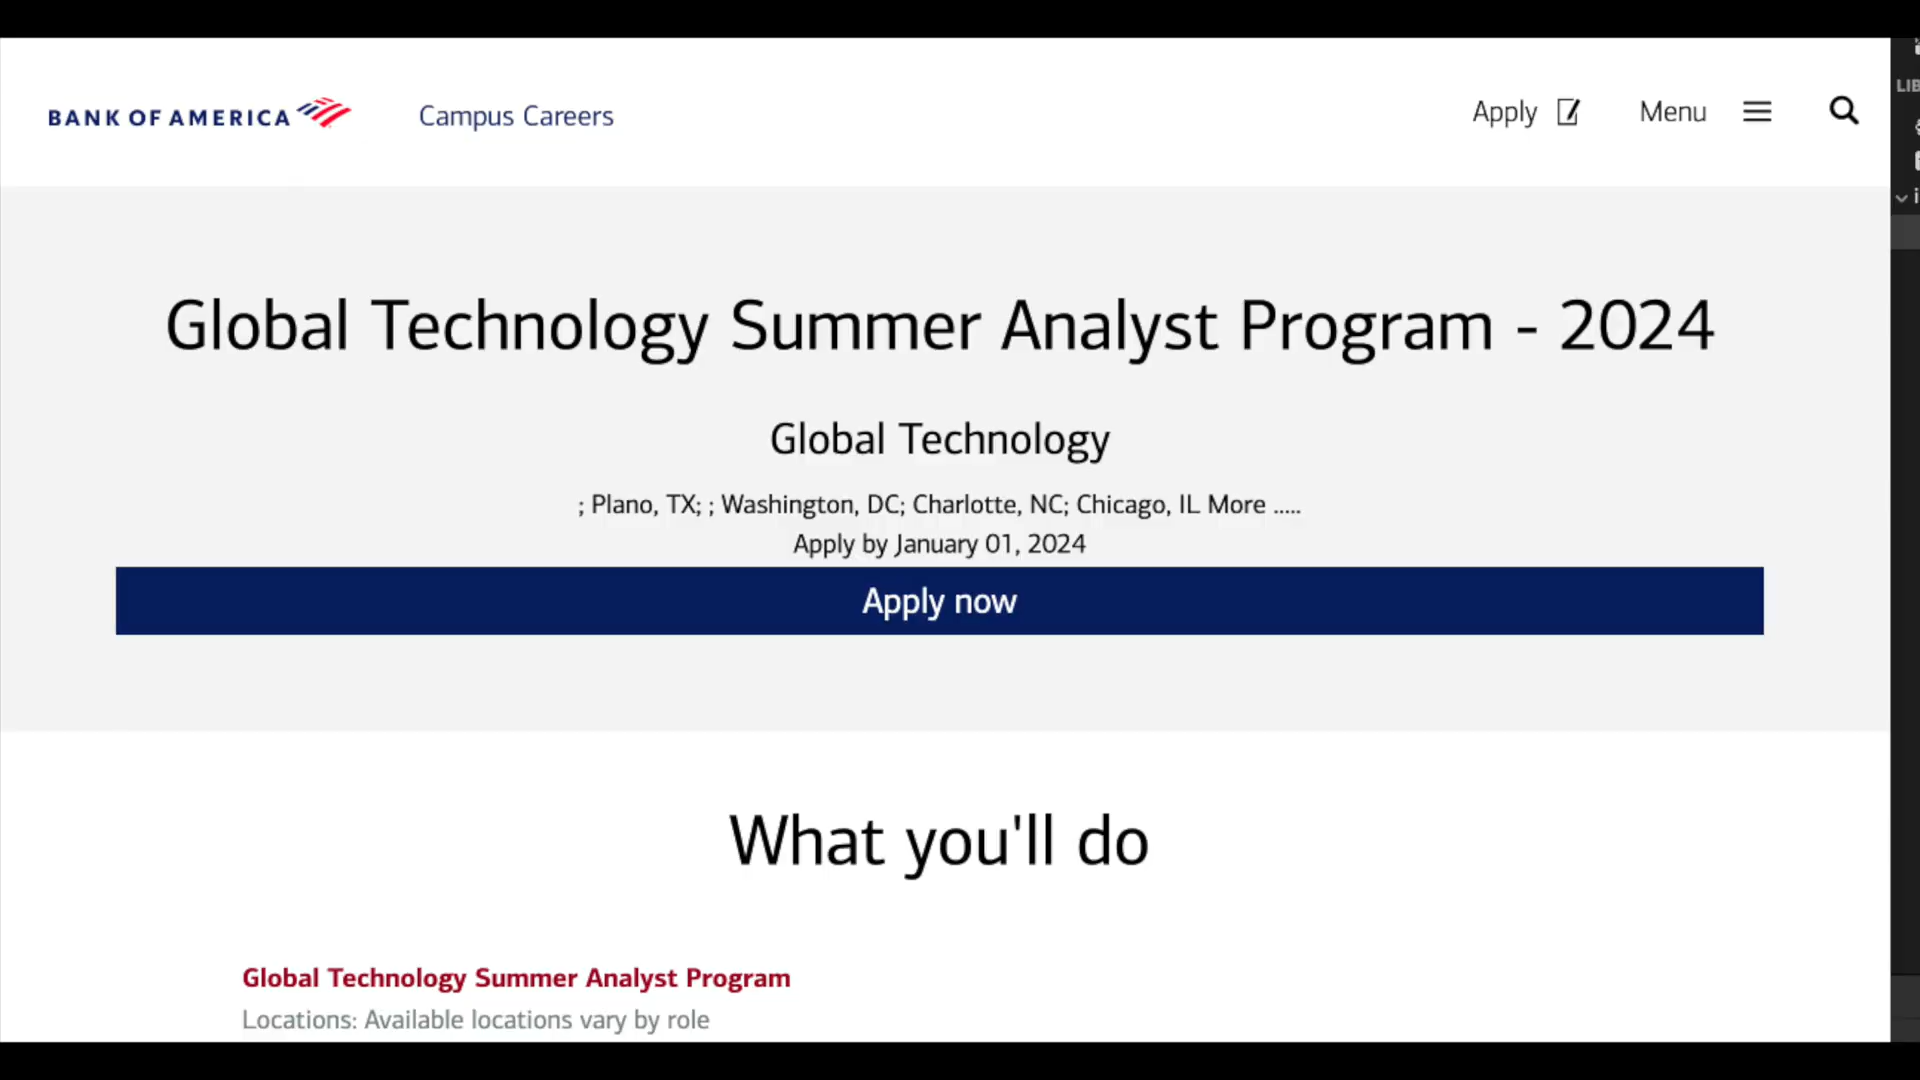 BANK OF AMERICA
Campus Careers
Apply
Menu
LIB
Global Technology Summer Analyst Program - 2024
Global Technology
; Plano, TX; ; Washington, DC; Charlotte, NC; Chicago, IL More .....
Apply by January 01, 2024
Apply now
What you'll do
Global Technology Summer Analyst Program
Locations: Available locations vary by role